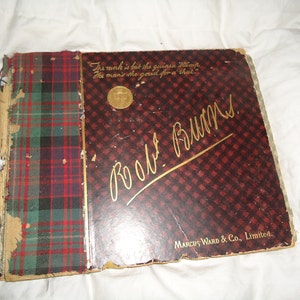 "The rank is but the guinea stamp,
The man's the gowd for a' that."
Robt Burns.
Marcus Ward & Co., Limited.